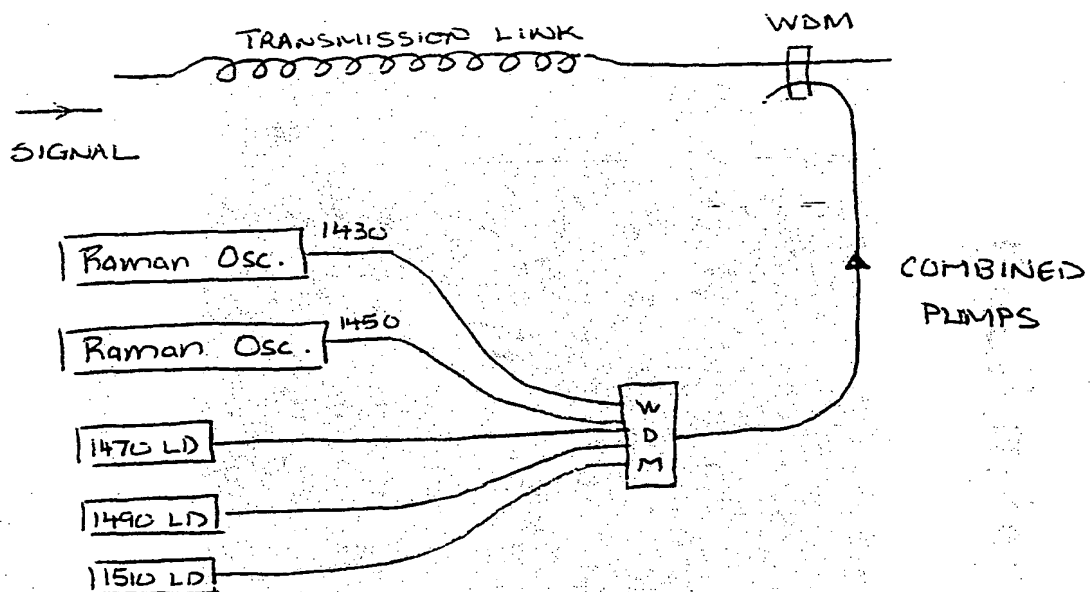 WDM
TRANSMISSION LINK
SIGNAL
1430
Raman Osc.
COMBINED
PUMPS
1450
Raman Osc.
W
D
M
1470 LD
1490 LD
1510 LD